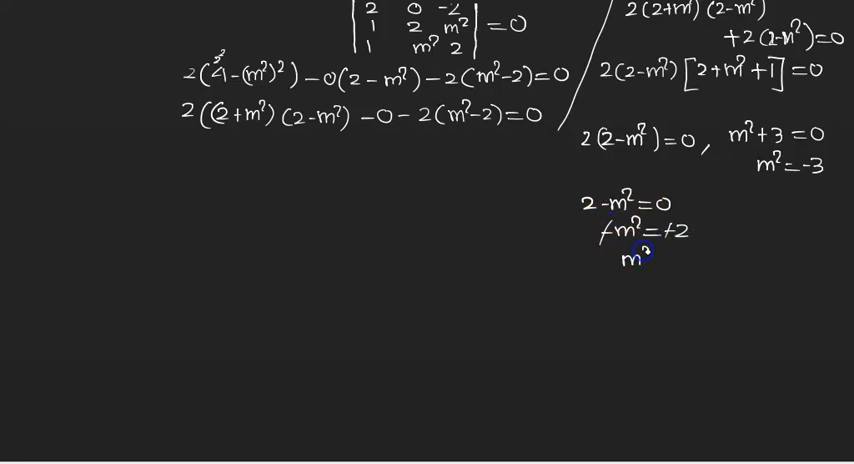 | 2 0 -2 |
| 1 2 m² | = 0
| 1 m² 2 |
2(4-(m²)²) - 0(2-m²) - 2(m²-2) = 0
2((2+m²)(2-m²) - 0 - 2(m²-2) = 0
2(2+m²)(2-m²)
+2(2-m²) = 0
2(2-m²)[2+m²+1] = 0
2(2-m²) = 0, m²+3 = 0
m² = -3
2-m² = 0
-m² = +2
m²